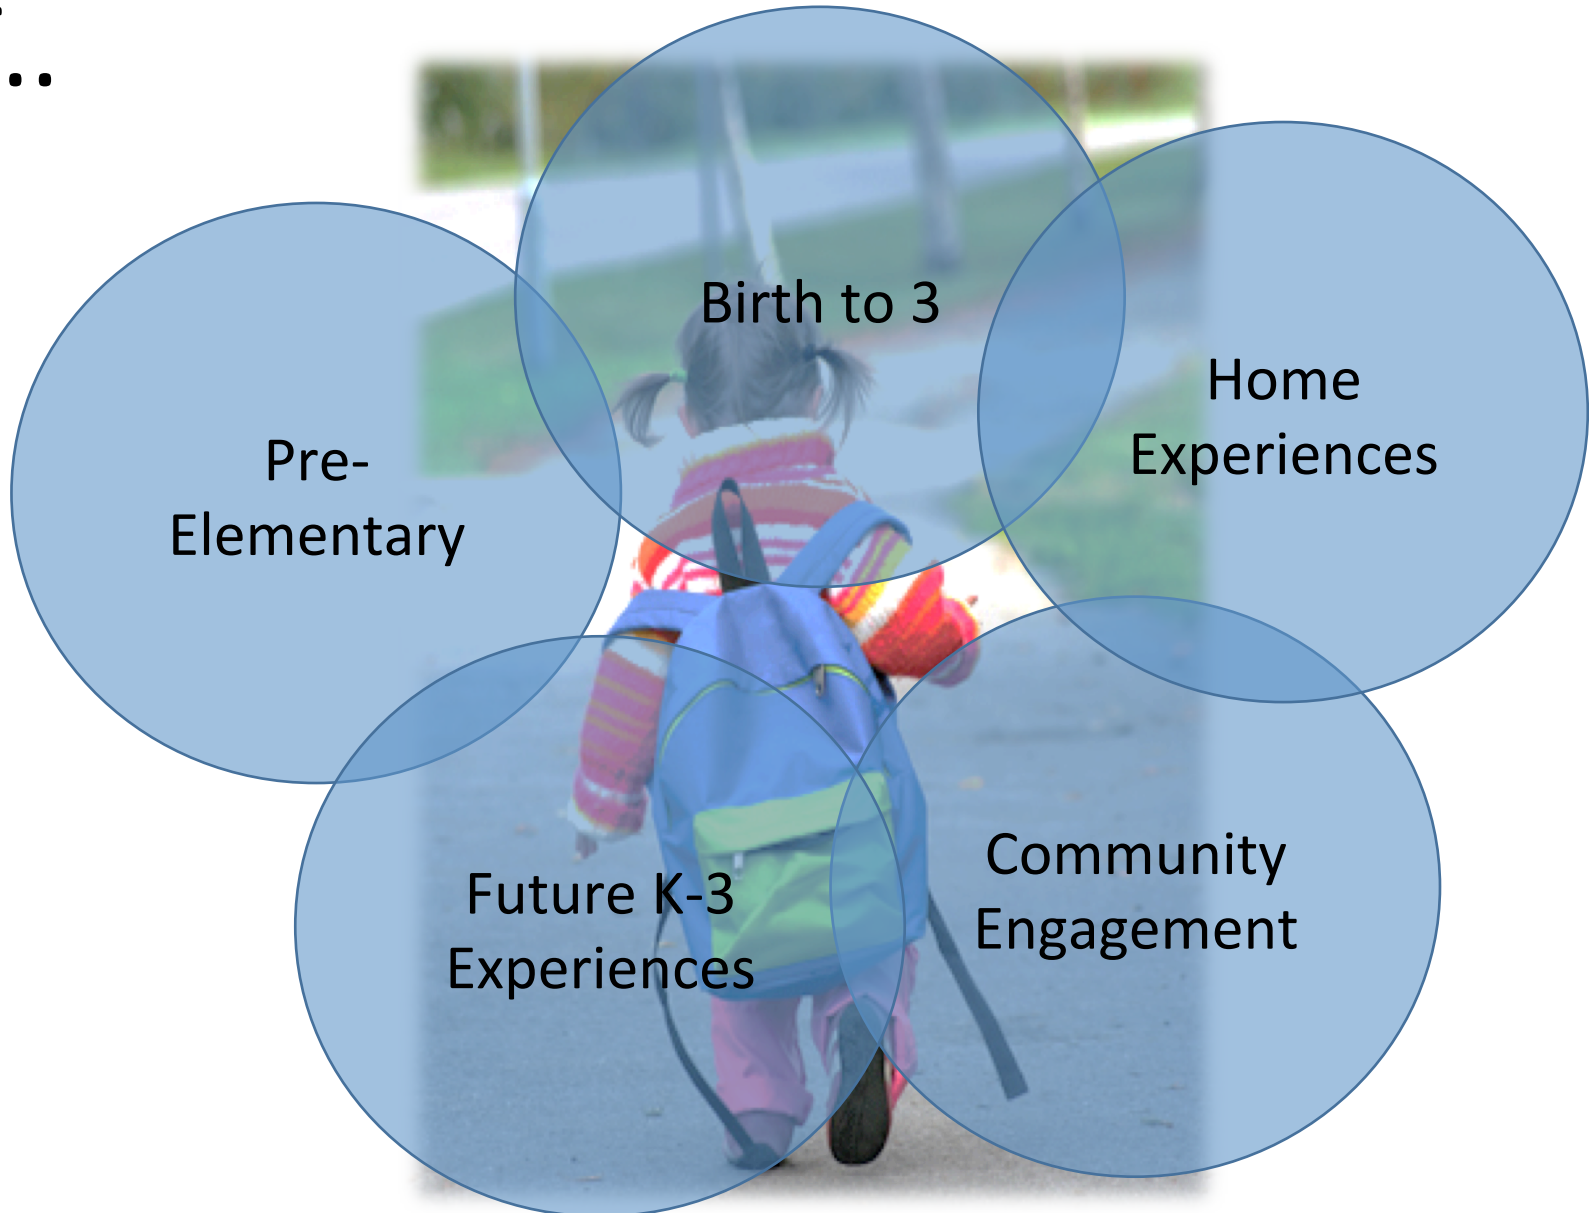 ..
Birth to 3
Home
Experiences
Pre-
Elementary
Community
Engagement
Future K-3
Experiences